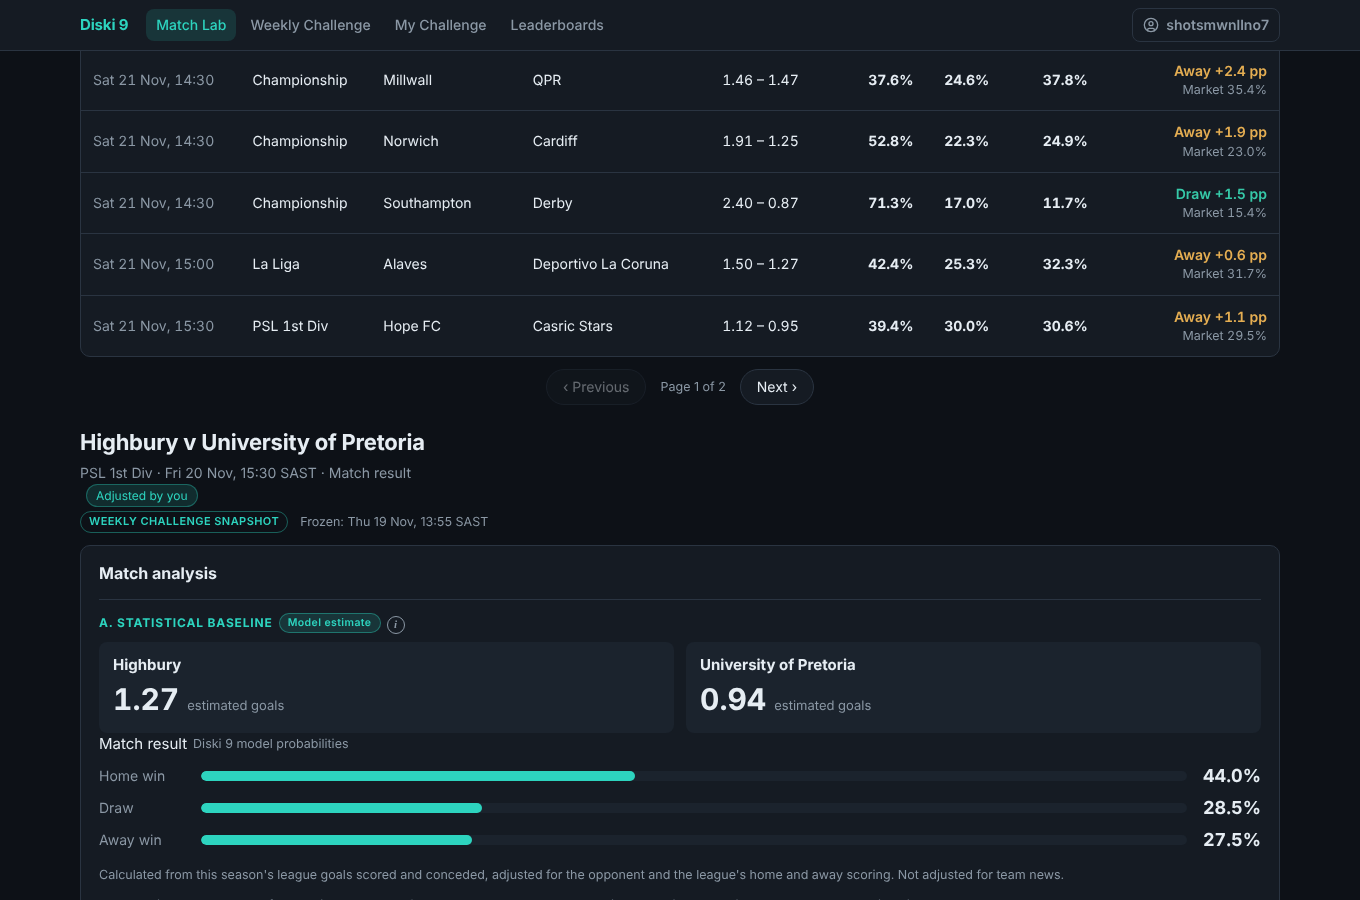 Diski 9 Match Lab Weekly Challenge My Challenge Leaderboards shotsmwnllno7
Sat 21 Nov, 14:30 Championship Millwall QPR 1.46 – 1.47 37.6% 24.6% 37.8% Away +2.4 pp
Market 35.4%
Sat 21 Nov, 14:30 Championship Norwich Cardiff 1.91 – 1.25 52.8% 22.3% 24.9% Away +1.9 pp
Market 23.0%
Sat 21 Nov, 14:30 Championship Southampton Derby 2.40 – 0.87 71.3% 17.0% 11.7% Draw +1.5 pp
Market 15.4%
Sat 21 Nov, 15:00 La Liga Alaves Deportivo La Coruna 1.50 – 1.27 42.4% 25.3% 32.3% Away +0.6 pp
Market 31.7%
Sat 21 Nov, 15:30 PSL 1st Div Hope FC Casric Stars 1.12 – 0.95 39.4% 30.0% 30.6% Away +1.1 pp
Market 29.5%
‹ Previous Page 1 of 2 Next ›
Highbury v University of Pretoria
PSL 1st Div · Fri 20 Nov, 15:30 SAST · Match result
Adjusted by you
WEEKLY CHALLENGE SNAPSHOT Frozen: Thu 19 Nov, 13:55 SAST
Match analysis
A. STATISTICAL BASELINE Model estimate i
Highbury University of Pretoria
1.27 estimated goals 0.94 estimated goals
Match result Diski 9 model probabilities
Home win 44.0%
Draw 28.5%
Away win 27.5%
Calculated from this season's league goals scored and conceded, adjusted for the opponent and the league's home and away scoring. Not adjusted for team news.